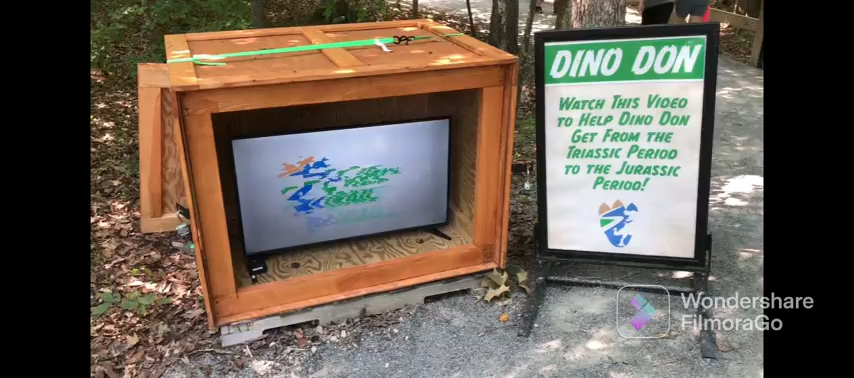 DINO DON
WATCH THIS VIDEO
TO HELP DINO DON
GET FROM THE
TRIASSIC PERIOD
TO THE JURASSIC
PERIOD!
Wondershare
FilmoraGo